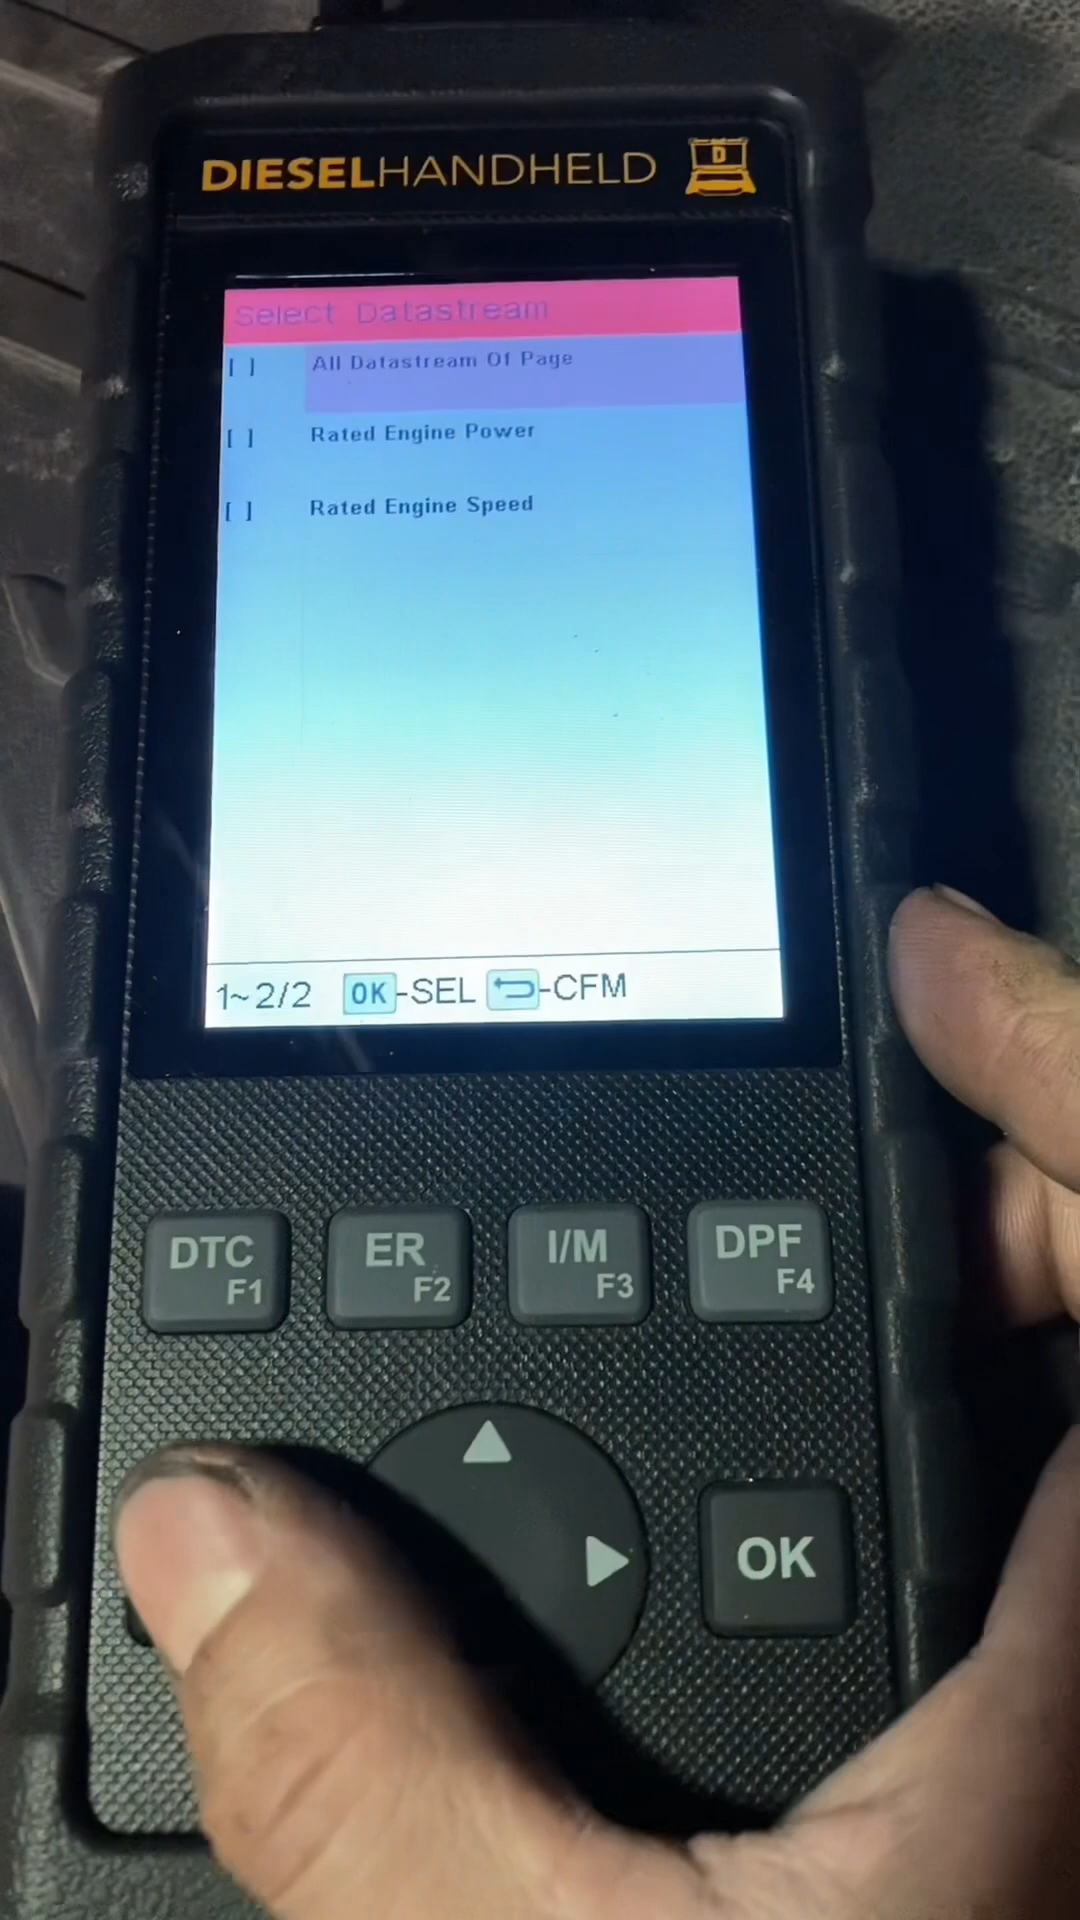 DIESELHANDHELD
D
Select Datastream
[ ] All Datastream Of Page
[ ] Rated Engine Power
[ ] Rated Engine Speed
1~2/2 OK-SEL -CFM
DTC F1
ER F2
I/M F3
DPF F4
OK